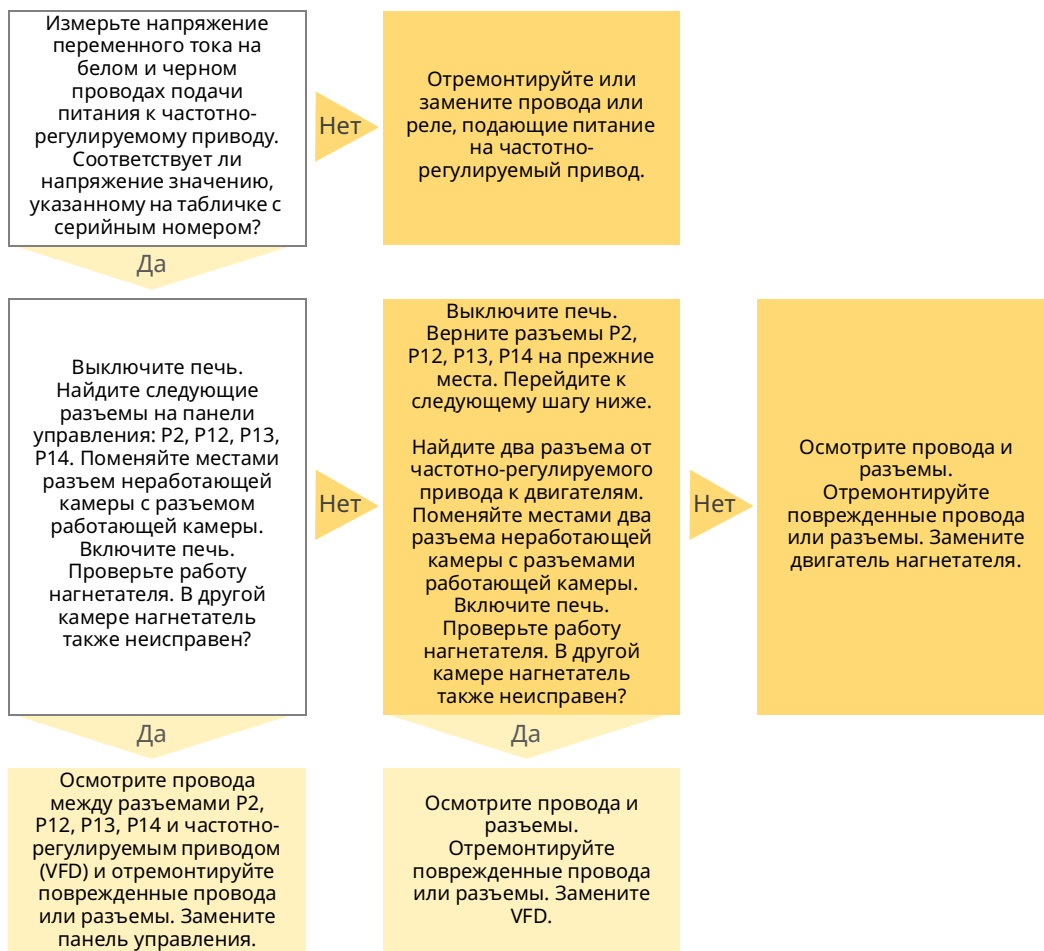 Измерьте напряжение
переменного тока на
белом и черном
проводах подачи
питания к частотно-
регулируемому приводу.
Соответствует ли
напряжение значению,
указанному на табличке с
серийным номером?
Нет
Отремонтируйте или
замените провода или
реле, подающие питание
на частотно-
регулируемый привод.
Да
Выключите печь.
Найдите следующие
разъемы на панели
управления: P2, P12, P13,
P14. Поменяйте местами
разъем неработающей
камеры с разъемом
работающей камеры.
Включите печь.
Проверьте работу
нагнетателя. В другой
камере нагнетатель
также неисправен?
Нет
Выключите печь.
Верните разъемы P2,
P12, P13, P14 на прежние
места. Перейдите к
следующему шагу ниже.
Найдите два разъема от
частотно-регулируемого
привода к двигателям.
Поменяйте местами два
разъема неработающей
камеры с разъемами
работающей камеры.
Включите печь.
Проверьте работу
нагнетателя. В другой
камере нагнетатель
также неисправен?
Нет
Осмотрите провода и
разъемы.
Отремонтируйте
поврежденные провода
или разъемы. Замените
двигатель нагнетателя.
Да
Да
Осмотрите провода
между разъемами P2,
P12, P13, P14 и частотно-
регулируемым приводом
(VFD) и отремонтируйте
поврежденные провода
или разъемы. Замените
панель управления.
Осмотрите провода и
разъемы.
Отремонтируйте
поврежденные провода
или разъемы. Замените
VFD.